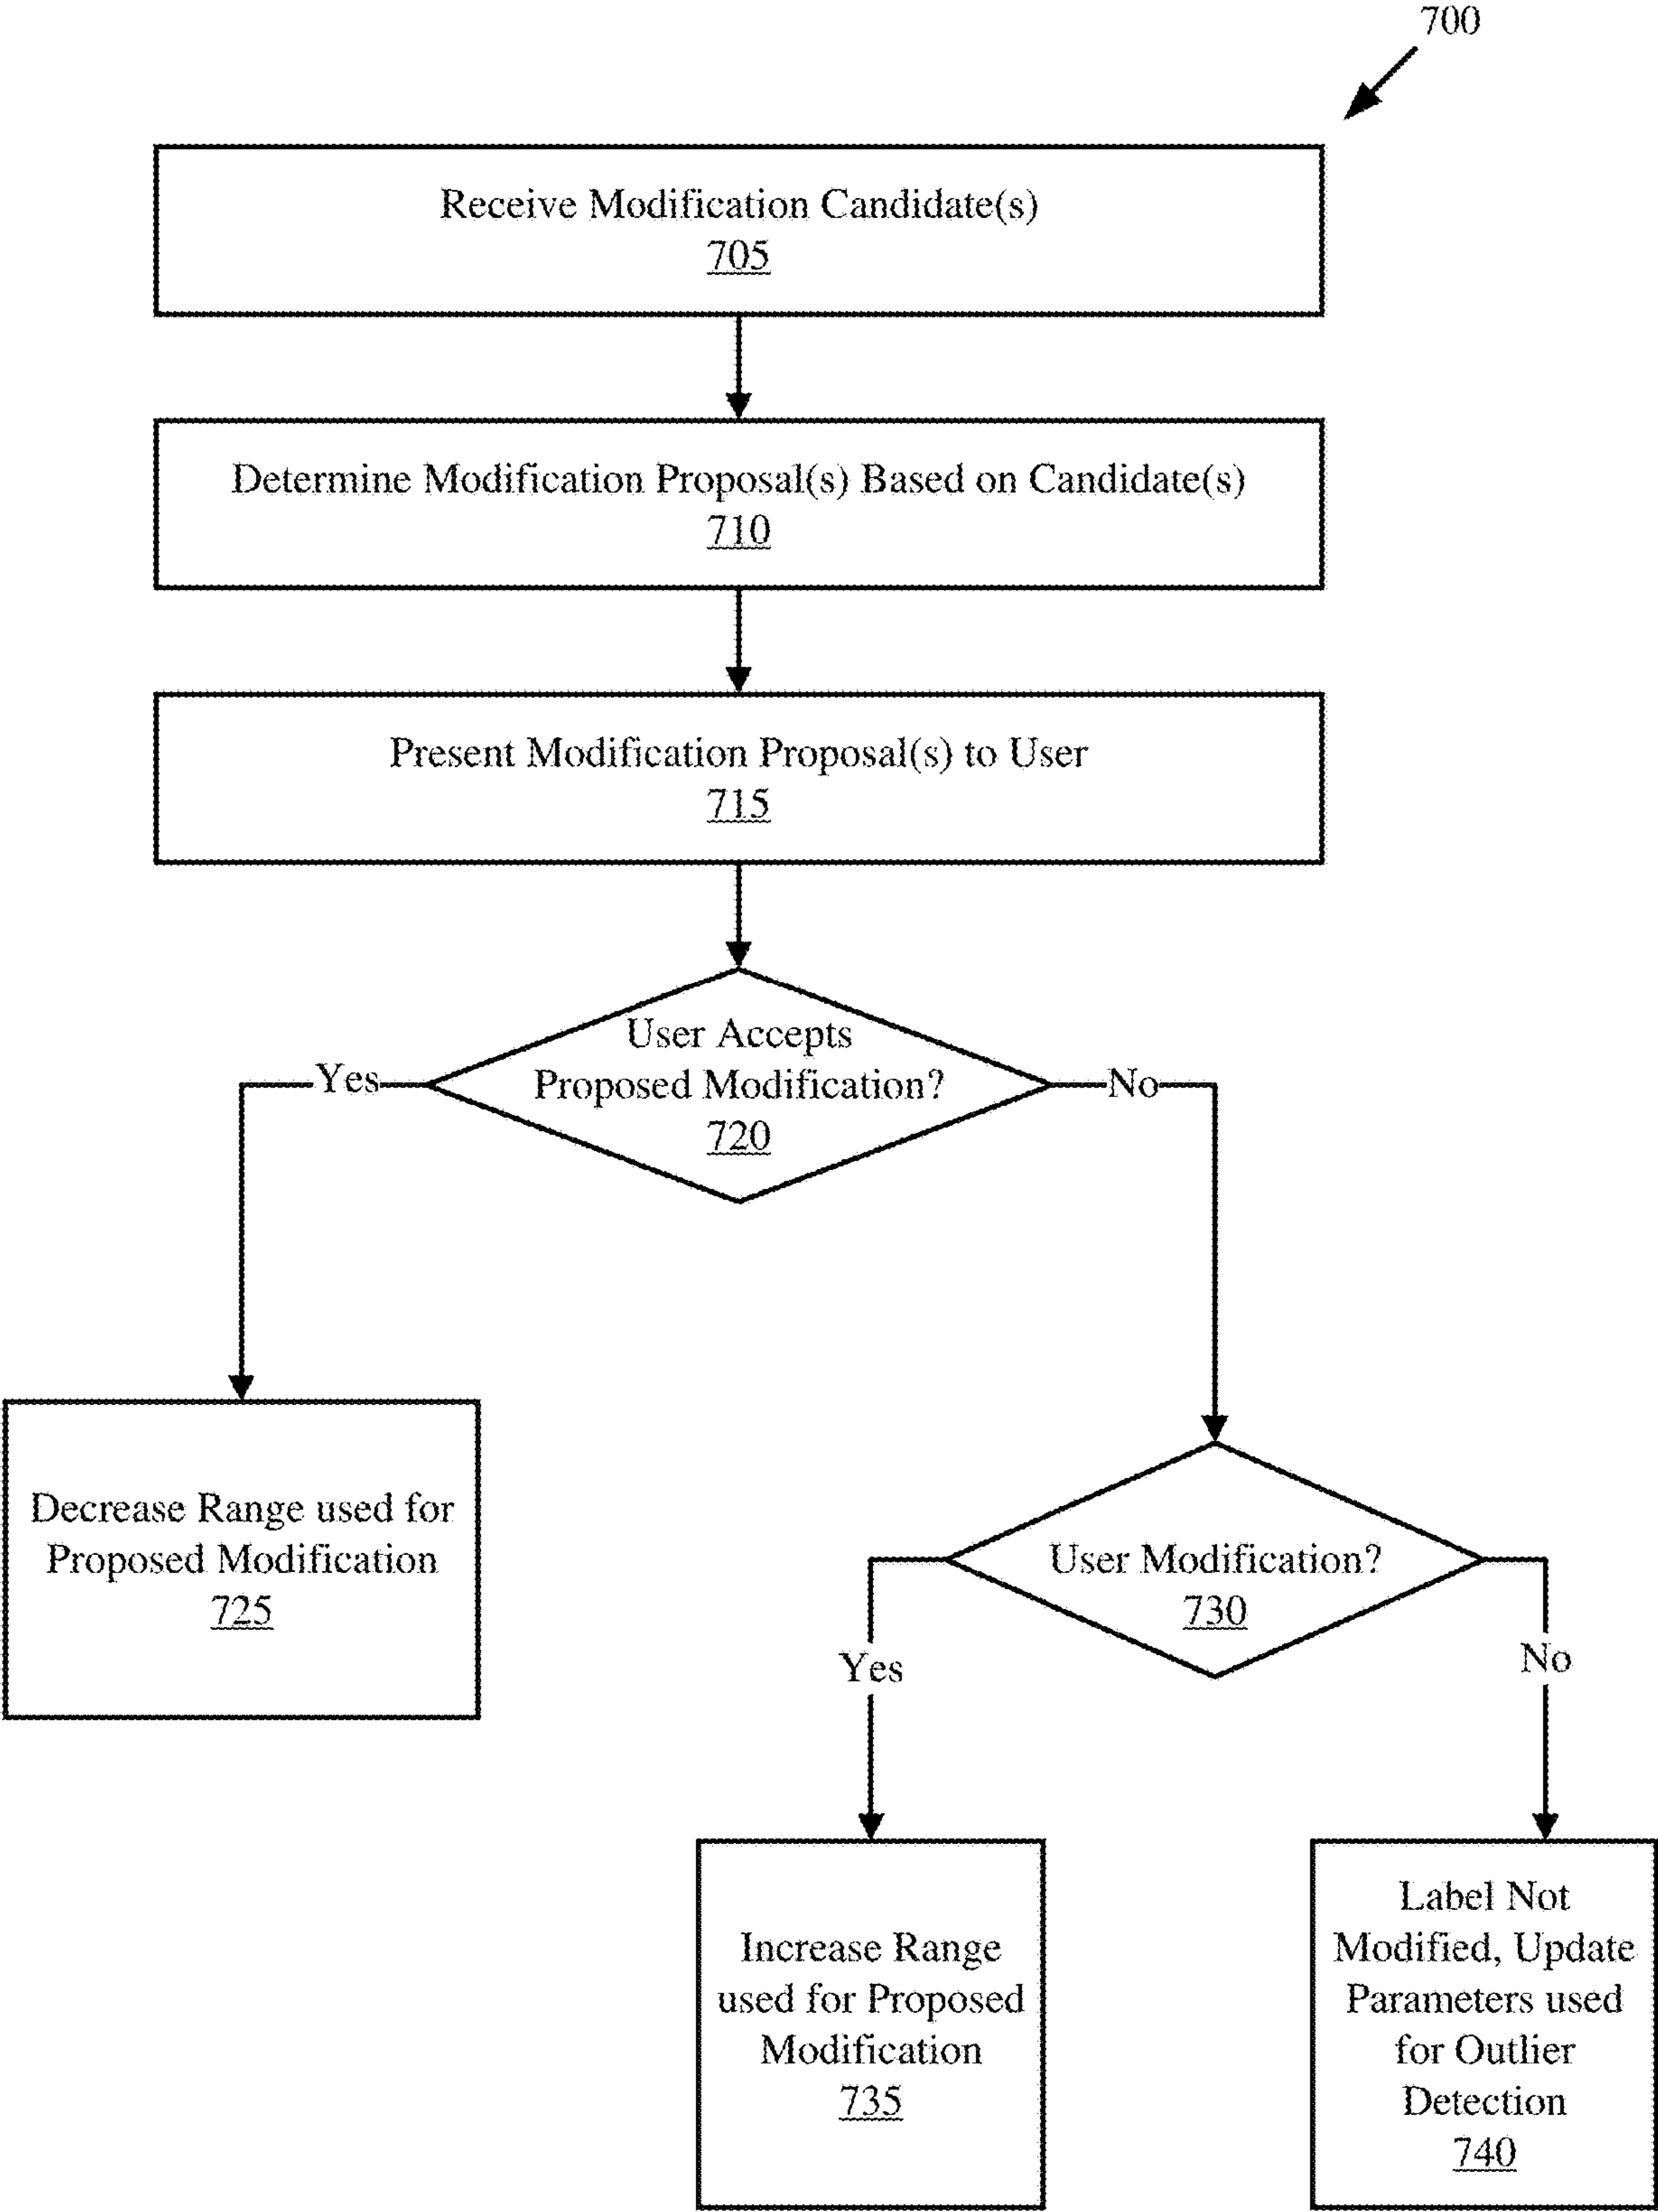 700
Receive Modification Candidate(s)
705
Determine Modification Proposal(s) Based on Candidate(s)
710
Present Modification Proposal(s) to User
715
User Accepts
Proposed Modification?
720
Yes
No
Decrease Range used for
Proposed Modification
725
User Modification?
730
Yes
No
Increase Range
used for Proposed
Modification
735
Label Not
Modified, Update
Parameters used
for Outlier
Detection
740